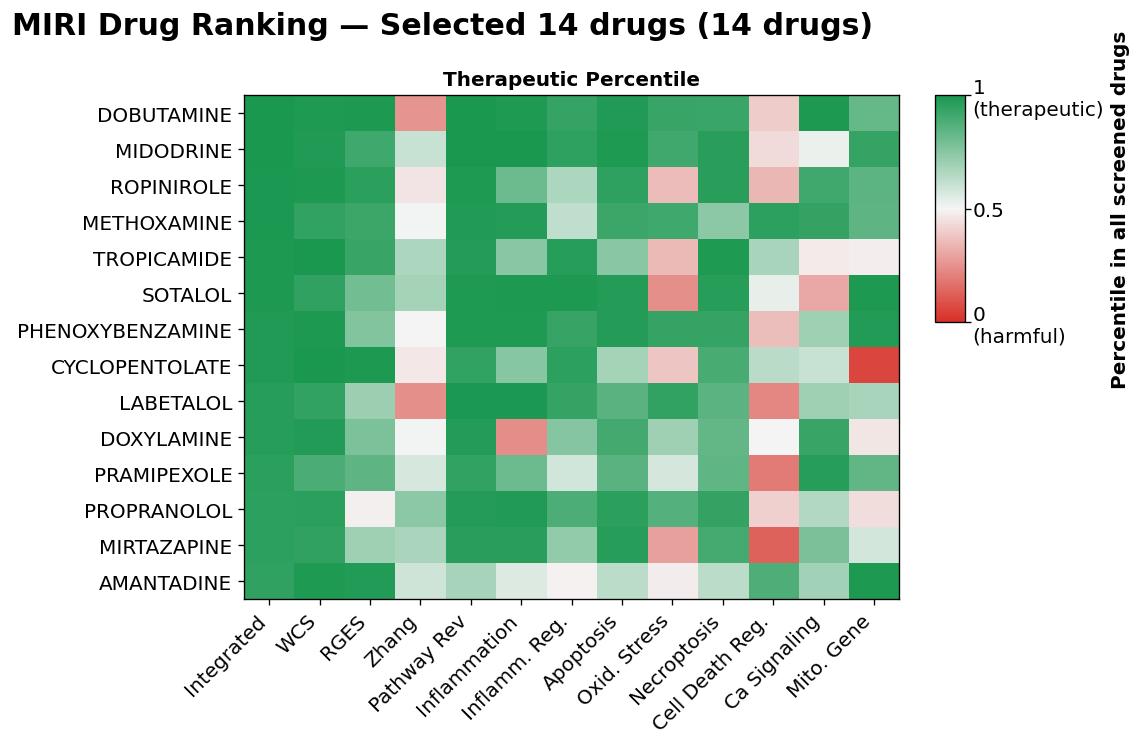 MIRI Drug Ranking — Selected 14 drugs (14 drugs)
Therapeutic Percentile
DOBUTAMINE
MIDODRINE
ROPINIROLE
METHOXAMINE
TROPICAMIDE
SOTALOL
PHENOXYBENZAMINE
CYCLOPENTOLATE
LABETALOL
DOXYLAMINE
PRAMIPEXOLE
PROPRANOLOL
MIRTAZAPINE
AMANTADINE
Integrated
WCS
RGES
Zhang
Pathway Rev
Inflammation
Inflamm. Reg.
Apoptosis
Oxid. Stress
Necroptosis
Cell Death Reg.
Ca Signaling
Mito. Gene
1
(therapeutic)
0.5
0
(harmful)
Percentile in all screened drugs